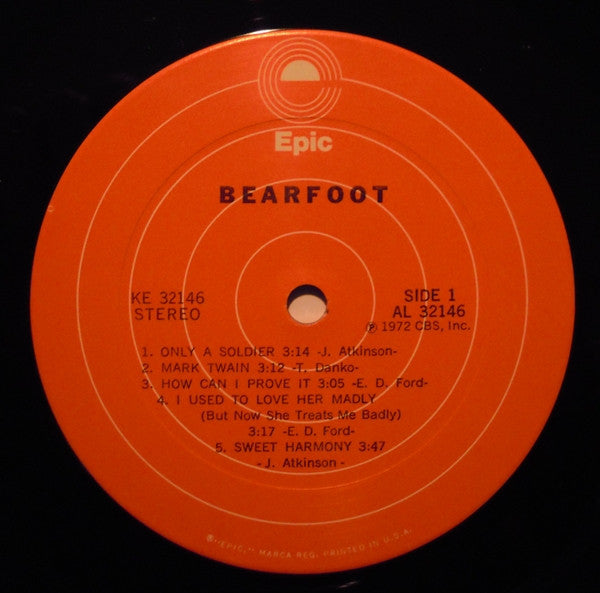 Epic
BEARFOOT
KE 32146
STEREO
SIDE 1
AL 32146
℗ 1972 CBS, Inc.
1. ONLY A SOLDIER 3:14 -J. Atkinson-
2. MARK TWAIN 3:12 -T. Danko-
3. HOW CAN I PROVE IT 3:05 -E. D. Ford-
4. I USED TO LOVE HER MADLY
(But Now She Treats Me Badly)
3:17 -E. D. Ford-
5. SWEET HARMONY 3:47
-J. Atkinson-
®"EPIC," MARCA REG. PRINTED IN U.S.A.